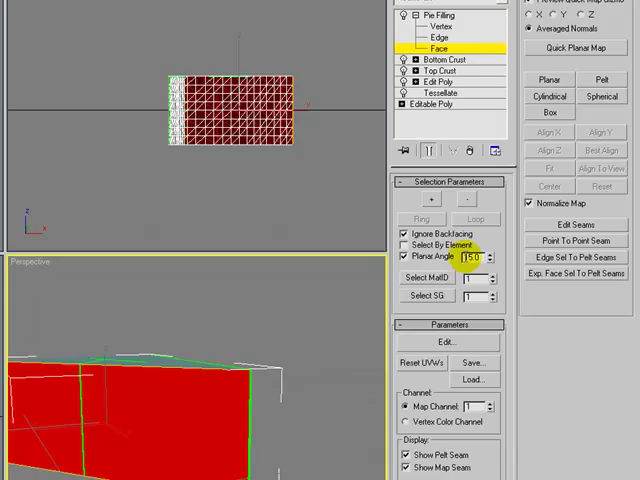 Pie Filling
Vertex
Edge
Face
Bottom Crust
Top Crust
Edit Poly
Tessellate
Editable Poly
Preview Quick Map Gizmo
X Y Z
Averaged Normals
Quick Planar Map
Planar Pelt
Cylindrical Spherical
Box
Align X Align Y
Align Z Best Align
Fit Align To View
Center Reset
Normalize Map
Edit Seams
Point To Point Seam
Edge Sel To Pelt Seams
Exp. Face Sel To Pelt Seams
Selection Parameters
+ -
Ring Loop
Ignore Backfacing
Select By Element
Planar Angle 15.0
Select MatID 1
Select SG 1
Parameters
Edit...
Reset UVWs Save...
Load...
Channel:
Map Channel: 1
Vertex Color Channel
Display:
Show Pelt Seam
Show Map Seam
z
x
x
Perspective